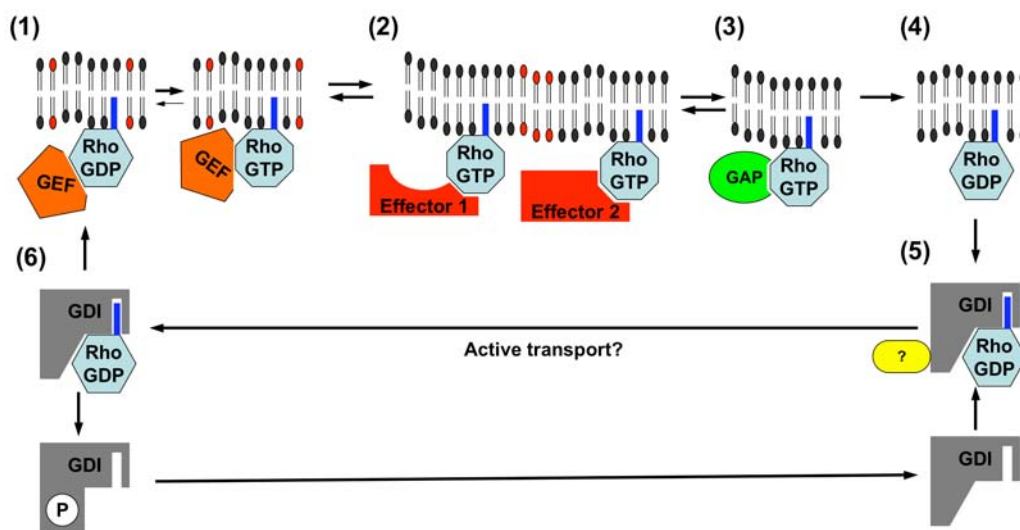 (1)
(2)
(3)
(4)
Rho
GDP
GEF
Rho
GTP
GEF
Rho
GTP
Effector 1
Rho
GTP
Effector 2
GAP
Rho
GTP
Rho
GDP
(6)
(5)
GDI
Rho
GDP
Active transport?
GDI
?
Rho
GDP
GDI
P
GDI